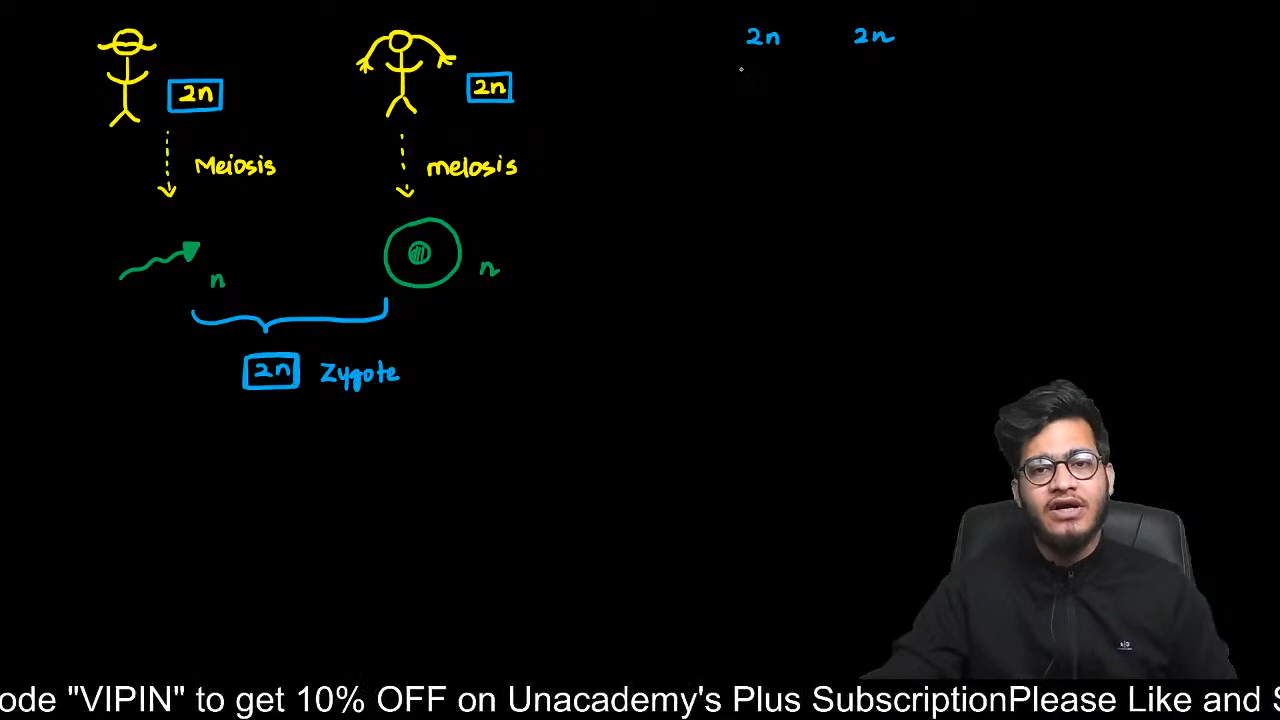 2n 2n
2n 2n
Meiosis meiosis
n n
2n Zygote
ode "VIPIN" to get 10% OFF on Unacademy's Plus SubscriptionPlease Like and S